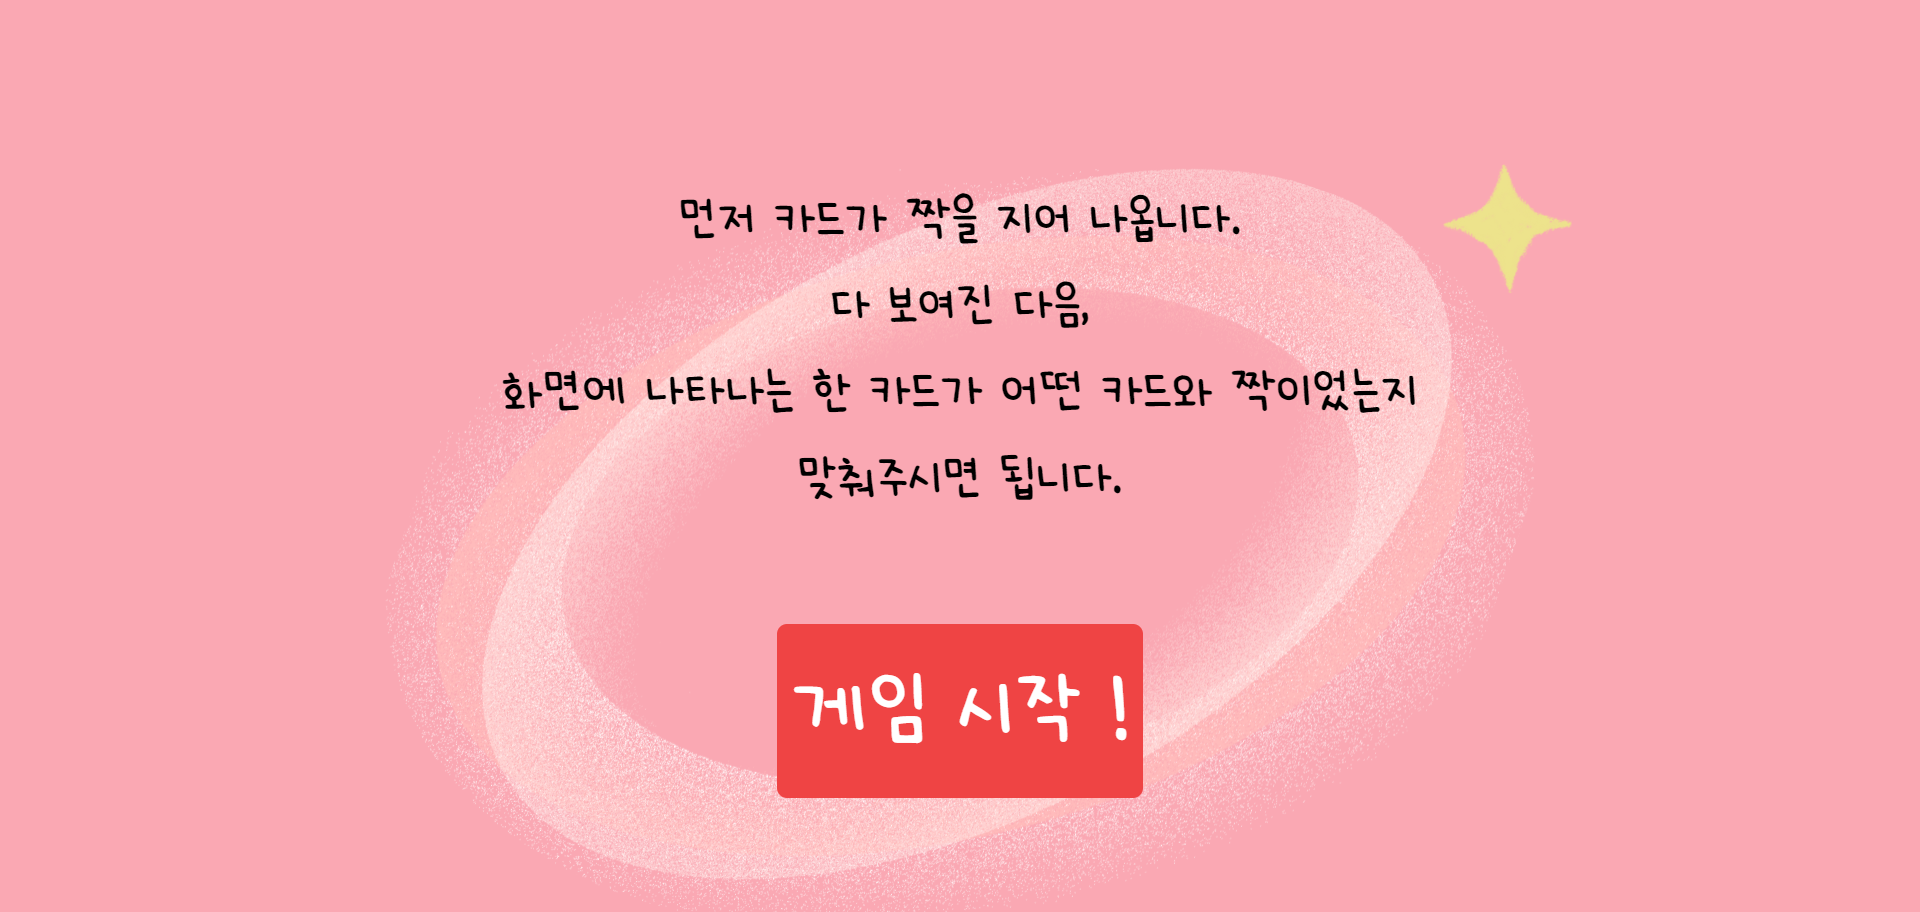 먼저 카드가 짝을 지어 나옵니다.
다 보여진 다음,
화면에 나타나는 한 카드가 어떤 카드와 짝이었는지
맞춰주시면 됩니다.
게임 시작 !